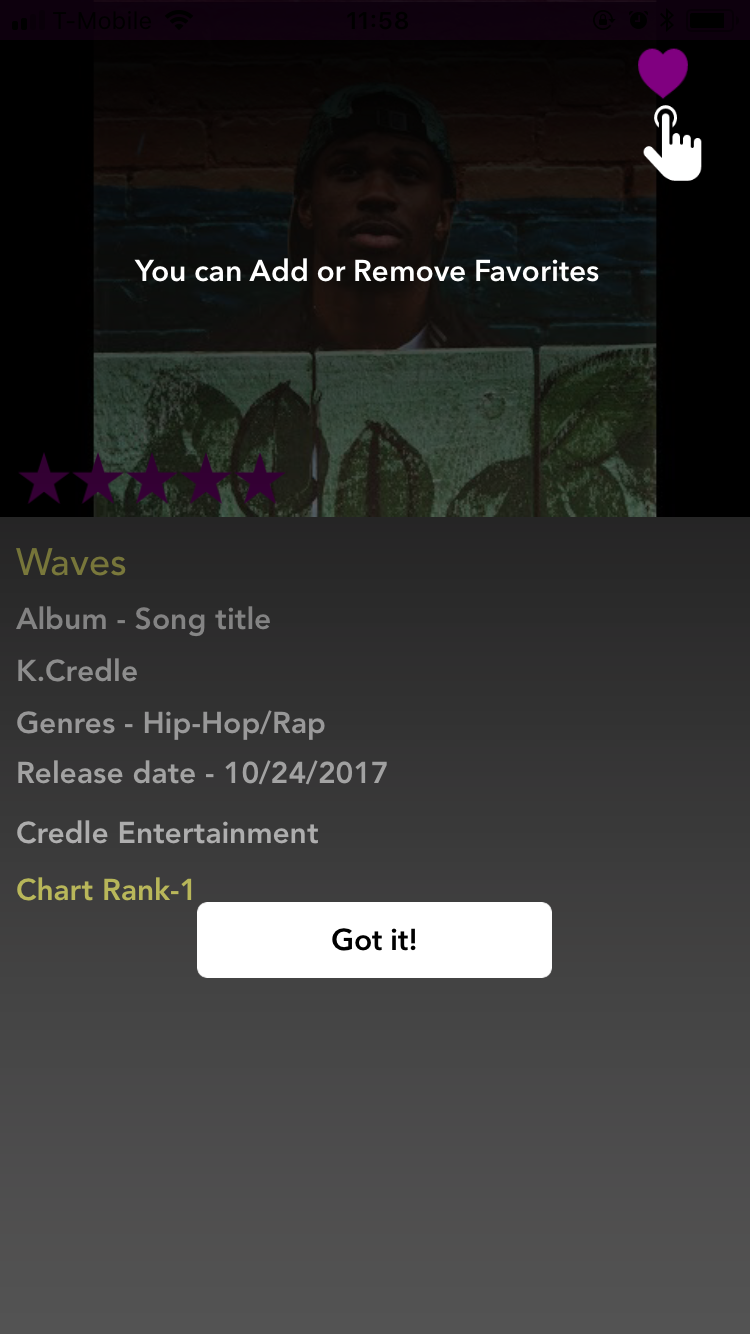 T-Mobile 11:58
You can Add or Remove Favorites
Waves
Album - Song title
K.Credle
Genres - Hip-Hop/Rap
Release date - 10/24/2017
Credle Entertainment
Chart Rank-1
Got it!